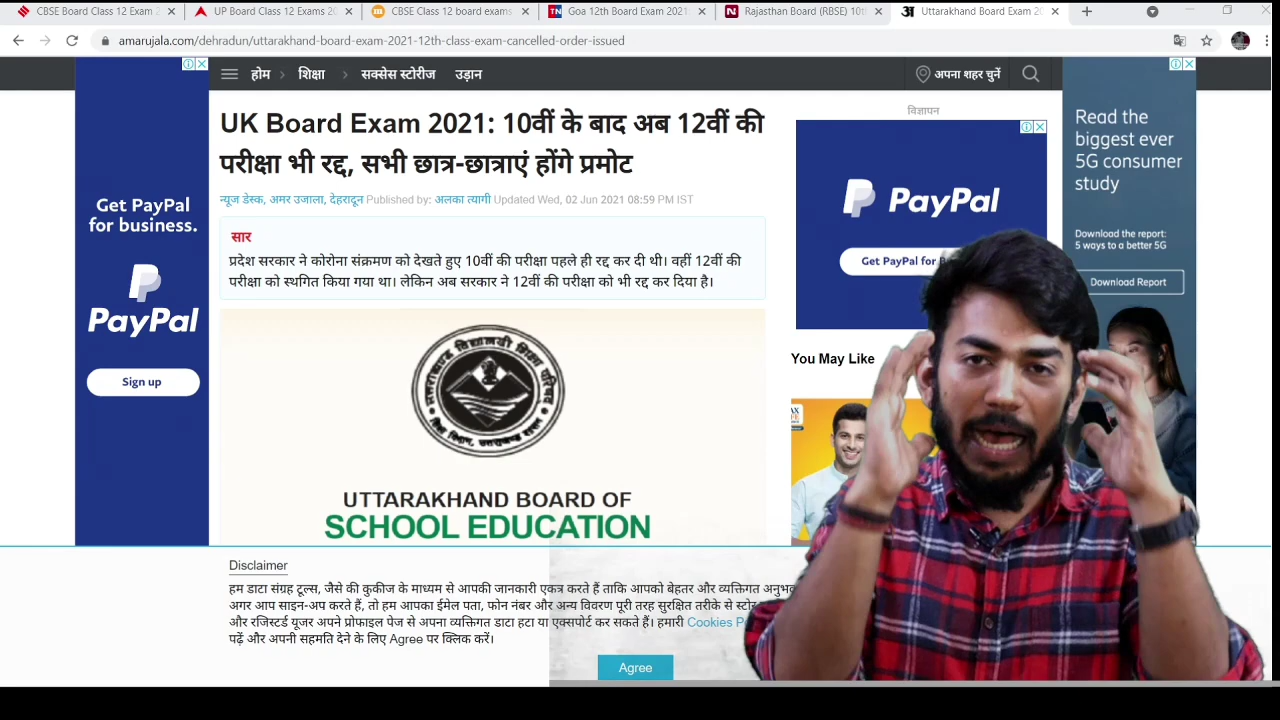 CBSE Board Class 12 Exam 2
UP Board Class 12 Exams 20
CBSE Class 12 board exams
Goa 12th Board Exam 2021
Rajasthan Board (RBSE) 10th
Uttarakhand Board Exam 20
amarujala.com/dehradun/uttarakhand-board-exam-2021-12th-class-exam-cancelled-order-issued
होम › शिक्षा › सक्सेस स्टोरीज उड़ान
अपना शहर चुनें
विज्ञापन
UK Board Exam 2021: 10वीं के बाद अब 12वीं की
परीक्षा भी रद्द, सभी छात्र-छात्राएं होंगे प्रमोट
न्यूज डेस्क, अमर उजाला, देहरादून Published by: अलका त्यागी Updated Wed, 02 Jun 2021 08:59 PM IST
सार
प्रदेश सरकार ने कोरोना संक्रमण को देखते हुए 10वीं की परीक्षा पहले ही रद्द कर दी थी। वहीं 12वीं की
परीक्षा को स्थगित किया गया था। लेकिन अब सरकार ने 12वीं की परीक्षा को भी रद्द कर दिया है।
UTTARAKHAND BOARD OF
SCHOOL EDUCATION
Get PayPal
for business.
PayPal
Sign up
PayPal
Get PayPal for
You May Like
Read the
biggest ever
5G consumer
study
Download the report:
5 ways to a better 5G
Download Report
Disclaimer
हम डाटा संग्रह टूल्स, जैसे की कुकीज के माध्यम से आपकी जानकारी एकत्र करते हैं ताकि आपको बेहतर और व्यक्तिगत
अगर आप साइन-अप करते हैं, तो हम आपका ईमेल पता, फोन नंबर और अन्य विवरण पूरी तरह सुरक्षित तरीके से
और रजिस्टर्ड यूजर अपने प्रोफाइल पेज से अपना व्यक्तिगत डाटा हटा या एक्सपोर्ट कर सकते हैं। हमारी Cookies
पढ़ें और अपनी सहमति देने के लिए Agree पर क्लिक करें।
Agree